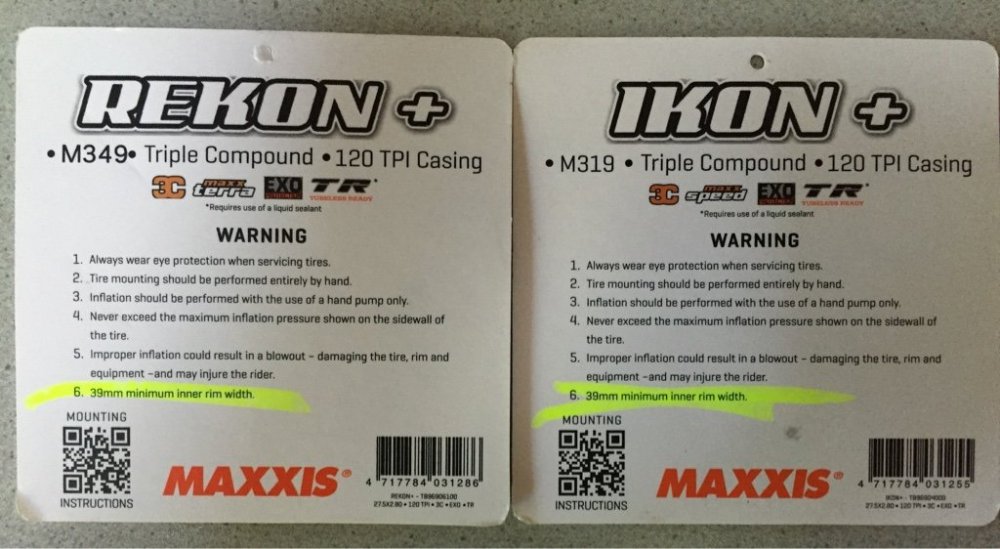 REKON +
• M349 • Triple Compound • 120 TPI Casing
3C maxx terra EXO TR*
TUBELESS READY
*Requires use of a liquid sealant
WARNING
1. Always wear eye protection when servicing tires.
2. Tire mounting should be performed entirely by hand.
3. Inflation should be performed with the use of a hand pump only.
4. Never exceed the maximum inflation pressure shown on the sidewall of
the tire.
5. Improper inflation could result in a blowout – damaging the tire, rim and
equipment –and may injure the rider.
6. 39mm minimum inner rim width.
MOUNTING
INSTRUCTIONS
MAXXIS®
4 717784 031286
REKON+ - TB96906100
27.5X2.80 • 120 TPI • 3C • EXO • TR
IKON +
• M319 • Triple Compound • 120 TPI Casing
3C maxx speed EXO TR*
TUBELESS READY
*Requires use of a liquid sealant
WARNING
1. Always wear eye protection when servicing tires.
2. Tire mounting should be performed entirely by hand.
3. Inflation should be performed with the use of a hand pump only.
4. Never exceed the maximum inflation pressure shown on the sidewall of
the tire.
5. Improper inflation could result in a blowout – damaging the tire, rim and
equipment –and may injure the rider.
6. 39mm minimum inner rim width.
MOUNTING
INSTRUCTIONS
MAXXIS®
4 717784 031255
IKON+ -
27.5X2.80 • 120 TPI • 3C • EXO • TR